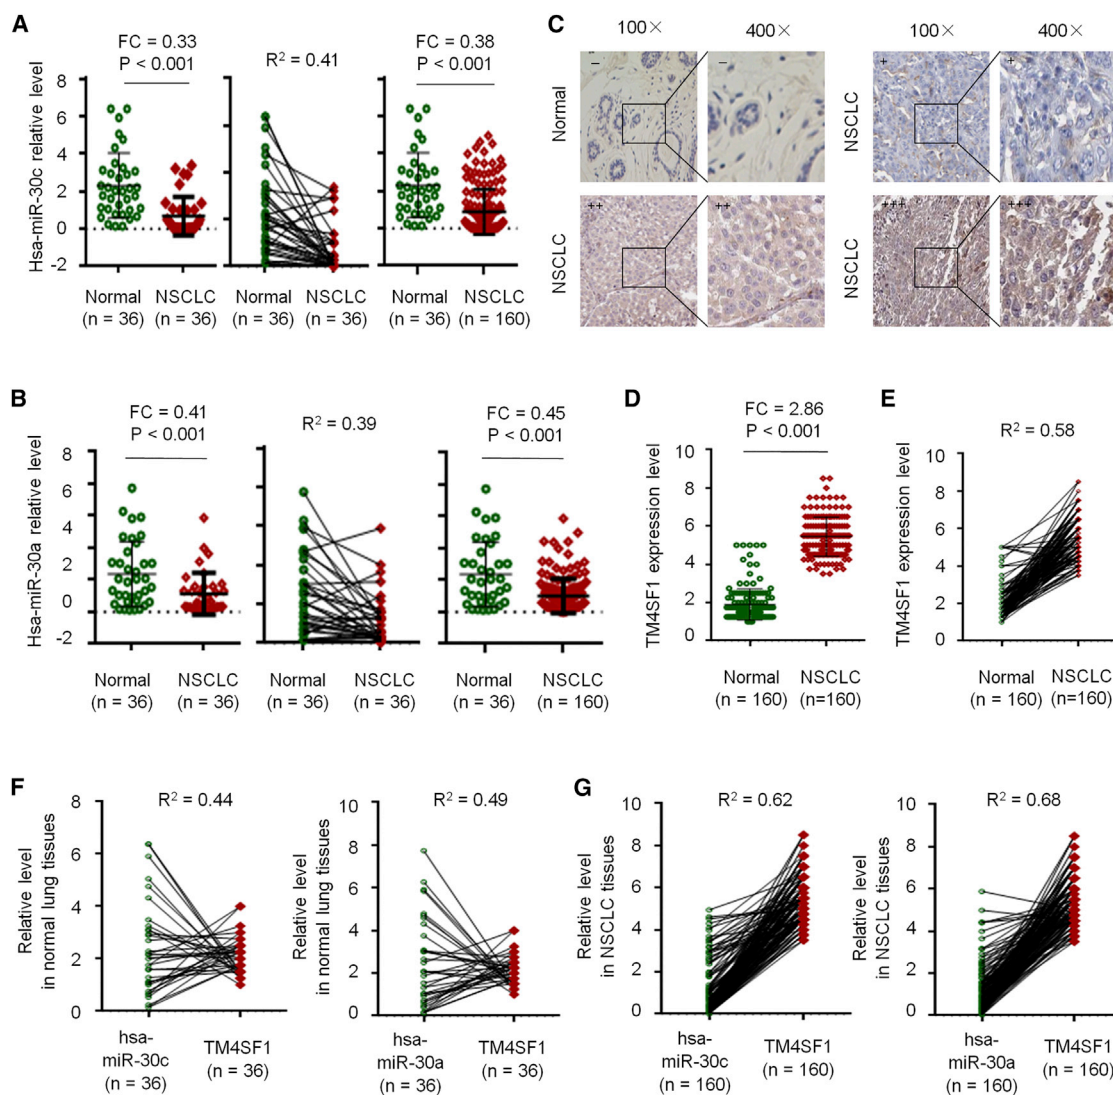 A
FC = 0.33
P < 0.001
R² = 0.41
FC = 0.38
P < 0.001
Hsa-miR-30c relative level
8
6
4
2
0
-2
Normal
(n = 36)
NSCLC
(n = 36)
Normal
(n = 36)
NSCLC
(n = 36)
Normal
(n = 36)
NSCLC
(n = 160)
C
100×
400×
100×
400×
Normal
–
–
NSCLC
+
+
NSCLC
++
++
NSCLC
+++
+++
B
FC = 0.41
P < 0.001
R² = 0.39
FC = 0.45
P < 0.001
Hsa-miR-30a relative level
6
6
4
2
0
-2
Normal
(n = 36)
NSCLC
(n = 36)
Normal
(n = 36)
NSCLC
(n = 36)
Normal
(n = 36)
NSCLC
(n = 160)
D
FC = 2.86
P < 0.001
TM4SF1 expression level
10
8
6
4
2
0
Normal
(n = 160)
NSCLC
(n=160)
E
R² = 0.58
TM4SF1 expression level
10
8
6
4
2
0
Normal
(n = 160)
NSCLC
(n=160)
F
R² = 0.44
Relative level
in normal lung tissues
8
6
4
2
0
hsa-
miR-30c
(n = 36)
TM4SF1
(n = 36)
R² = 0.49
Relative level
in normal lung tissues
10
8
6
4
2
0
hsa-
miR-30a
(n = 36)
TM4SF1
(n = 36)
G
R² = 0.62
Relative level
in NSCLC tissues
10
8
6
4
2
0
hsa-
miR-30c
(n = 160)
TM4SF1
(n = 160)
R² = 0.68
Relative level
in NSCLC tissues
10
8
6
4
2
0
hsa-
miR-30a
(n = 160)
TM4SF1
(n = 160)